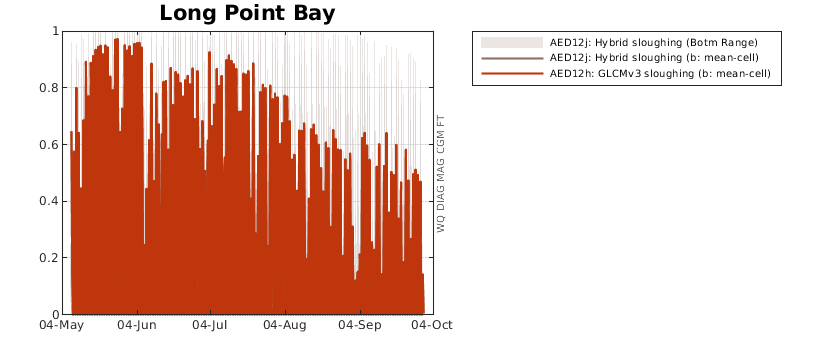 Long Point Bay
1
0.8
0.6
0.4
0.2
0
04-May 04-Jun 04-Jul 04-Aug 04-Sep 04-Oct
WQ DIAG MAG CGM FT
AED12j: Hybrid sloughing (Botm Range)
AED12j: Hybrid sloughing (b: mean-cell)
AED12h: GLCMv3 sloughing (b: mean-cell)